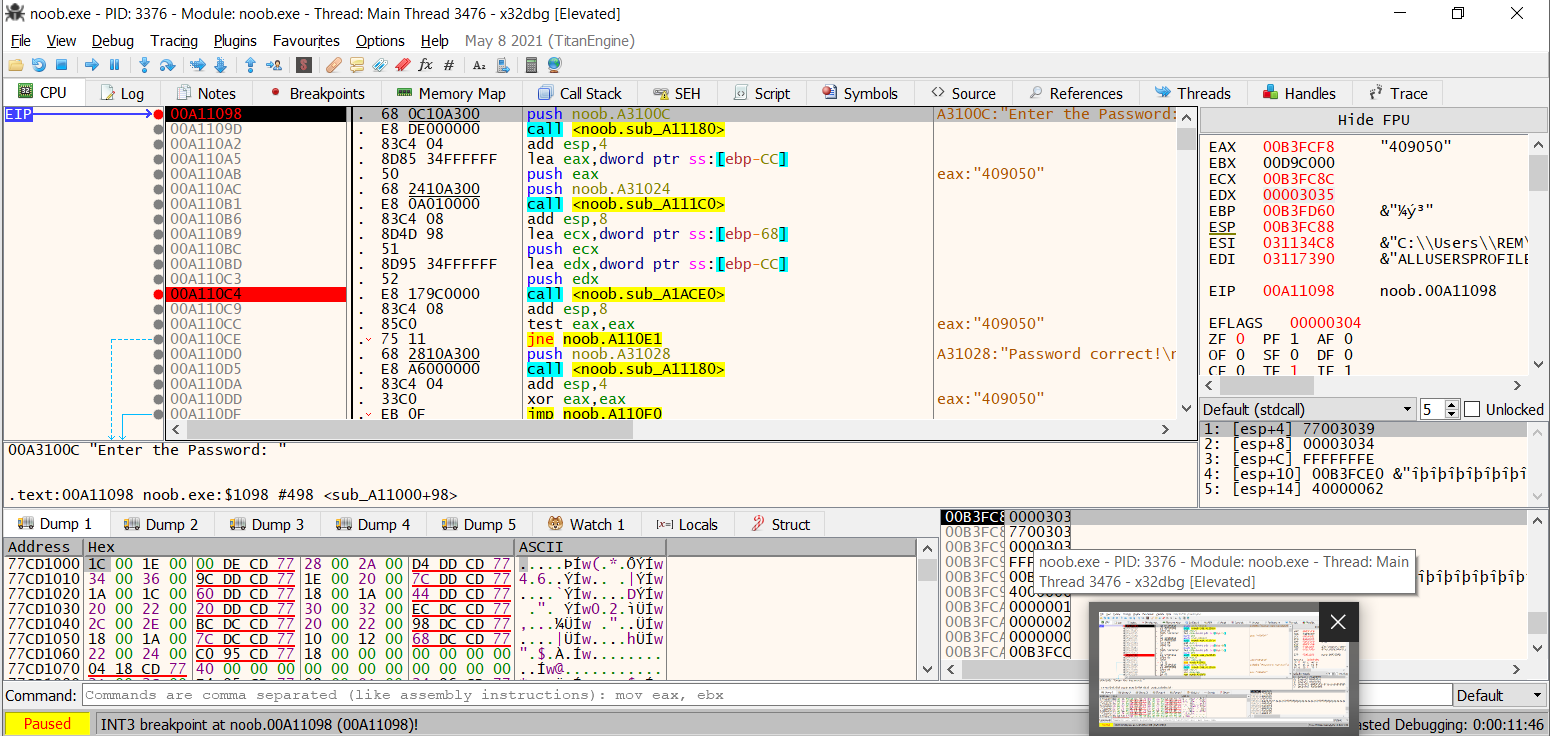 noob.exe - PID: 3376 - Module: noob.exe - Thread: Main Thread 3476 - x32dbg [Elevated]
File View Debug Tracing Plugins Favourites Options Help May 8 2021 (TitanEngine)
CPU Log Notes Breakpoints Memory Map Call Stack SEH Script Symbols Source References Threads Handles Trace
EIP 00A11098 . 68 0C10A300 push noob.A3100C A3100C:"Enter the Password:
00A1109D . E8 DE000000 call <noob.sub_A11180>
00A110A2 . 83C4 04 add esp,4
00A110A5 . 8D85 34FFFFFF lea eax,dword ptr ss:[ebp-CC]
00A110AB . 50 push eax eax:"409050"
00A110AC . 68 2410A300 push noob.A31024
00A110B1 . E8 0A010000 call <noob.sub_A111C0>
00A110B6 . 83C4 08 add esp,8
00A110B9 . 8D4D 98 lea ecx,dword ptr ss:[ebp-68]
00A110BC . 51 push ecx
00A110BD . 8D95 34FFFFFF lea edx,dword ptr ss:[ebp-CC]
00A110C3 . 52 push edx
00A110C4 . E8 179C0000 call <noob.sub_A1ACE0>
00A110C9 . 83C4 08 add esp,8
00A110CC . 85C0 test eax,eax eax:"409050"
00A110CE . 75 11 jne noob.A110E1
00A110D0 . 68 2810A300 push noob.A31028 A31028:"Password correct!\n
00A110D5 . E8 A6000000 call <noob.sub_A11180>
00A110DA . 83C4 04 add esp,4
00A110DD . 33C0 xor eax,eax eax:"409050"
00A110DF . EB 0F jmp noob.A110F0
Hide FPU
EAX 00B3FCF8 "409050"
EBX 00D9C000
ECX 00B3FC8C
EDX 00003035
EBP 00B3FD60 &"¼ý³"
ESP 00B3FC88
ESI 031134C8 &"C:\\Users\\REM\
EDI 03117390 &"ALLUSERSPROFILE
EIP 00A11098 noob.00A11098
EFLAGS 00000304
ZF 0 PF 1 AF 0
OF 0 SF 0 DF 0
CF 0 TF 1 IF 1
Default (stdcall) 5 Unlocked
1: [esp+4] 77003039
2: [esp+8] 00003034
3: [esp+C] FFFFFFFE
4: [esp+10] 00B3FCE0 &"îþîþîþîþîþîþîþî
5: [esp+14] 40000062
00A3100C "Enter the Password: "
.text:00A11098 noob.exe:$1098 #498 <sub_A11000+98>
Dump 1 Dump 2 Dump 3 Dump 4 Dump 5 Watch 1 [x=] Locals Struct
Address Hex ASCII
77CD1000 1C 00 1E 00 00 DE CD 77 28 00 2A 00 D4 DD CD 77 .....ÞÍw(.*.ÔÝÍw
77CD1010 34 00 36 00 9C DD CD 77 1E 00 20 00 7C DD CD 77 4.6..ÝÍw.. .|ÝÍw
77CD1020 1A 00 1C 00 60 DD CD 77 18 00 1A 00 44 DD CD 77 ....`ÝÍw....DÝÍw
77CD1030 20 00 22 00 20 DD CD 77 30 00 32 00 EC DC CD 77 .". ÝÍw0.2.ìÜÍw
77CD1040 2C 00 2E 00 BC DC CD 77 20 00 22 00 98 DC CD 77 ,...¼ÜÍw ."..ÜÍw
77CD1050 18 00 1A 00 7C DC CD 77 10 00 12 00 68 DC CD 77 ....|ÜÍw....hÜÍw
77CD1060 22 00 24 00 C0 95 CD 77 18 00 00 00 00 00 00 00 ".$.À.Íw........
77CD1070 04 18 CD 77 40 00 00 00 00 00 00 00 00 00 00 00 ..Íw@...........
00B3FC8 0000303
00B3FC8 7700303
00B3FC9 0000303
noob.exe - PID: 3376 - Module: noob.exe - Thread: Main
Thread 3476 - x32dbg [Elevated]
00B3FCA 0000001
00B3FCA 0000002
00B3FCA 0000000
00B3FCA 00B3FCC
Command: Commands are comma separated (like assembly instructions): mov eax, ebx Default
Paused INT3 breakpoint at noob.00A11098 (00A11098)! asted Debugging: 0:00:11:46